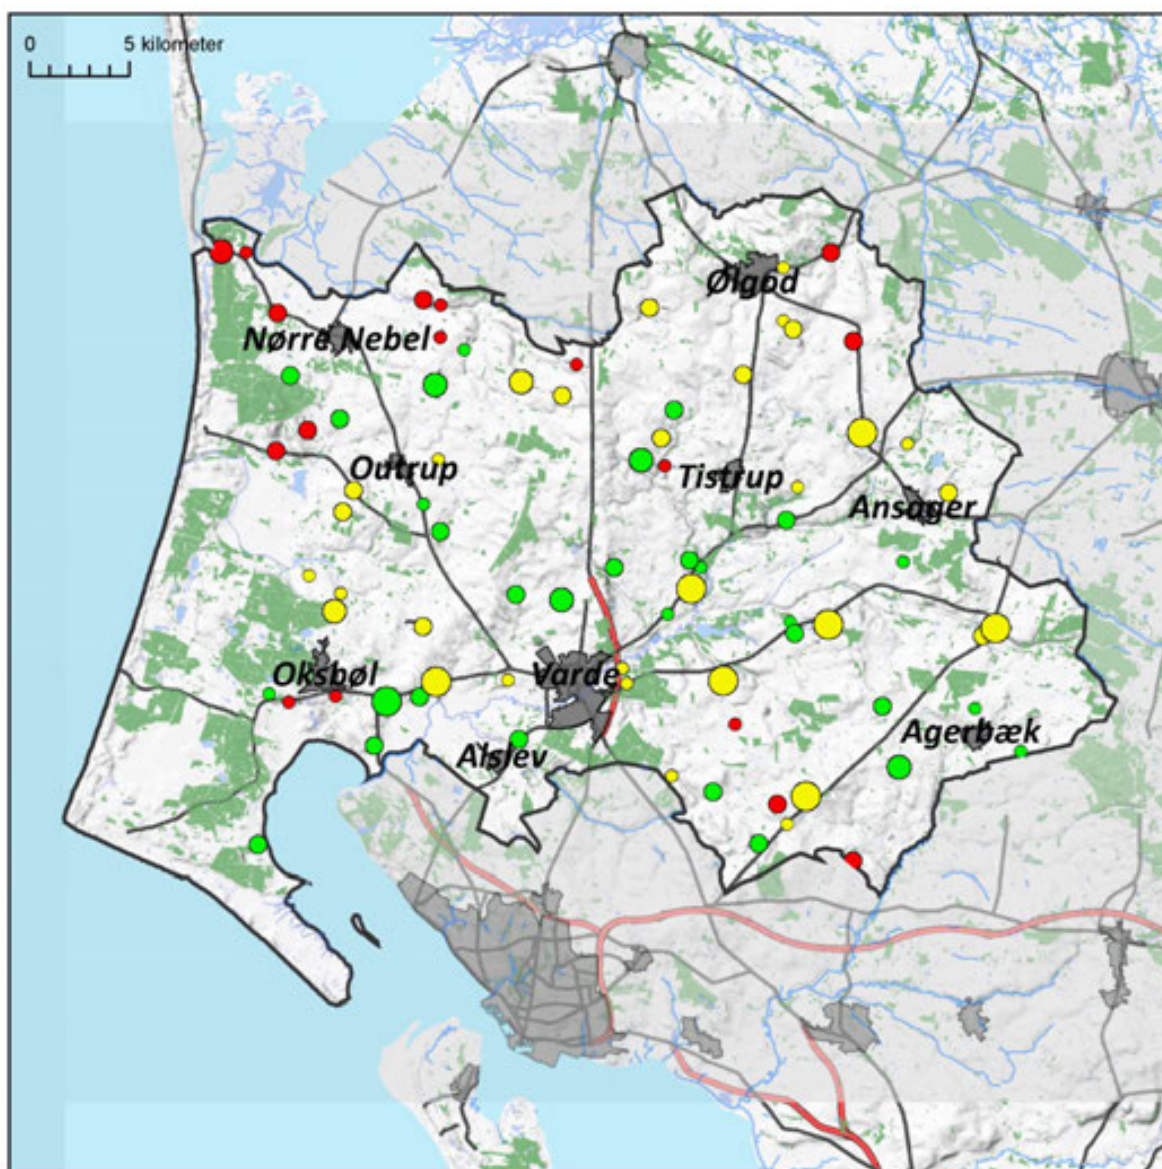 0 5 kilometer
Ølgod
Nørre Nebel
Outrup
Tistrup
Ansager
Oksbøl
Varde
Agerbæk
Alslev